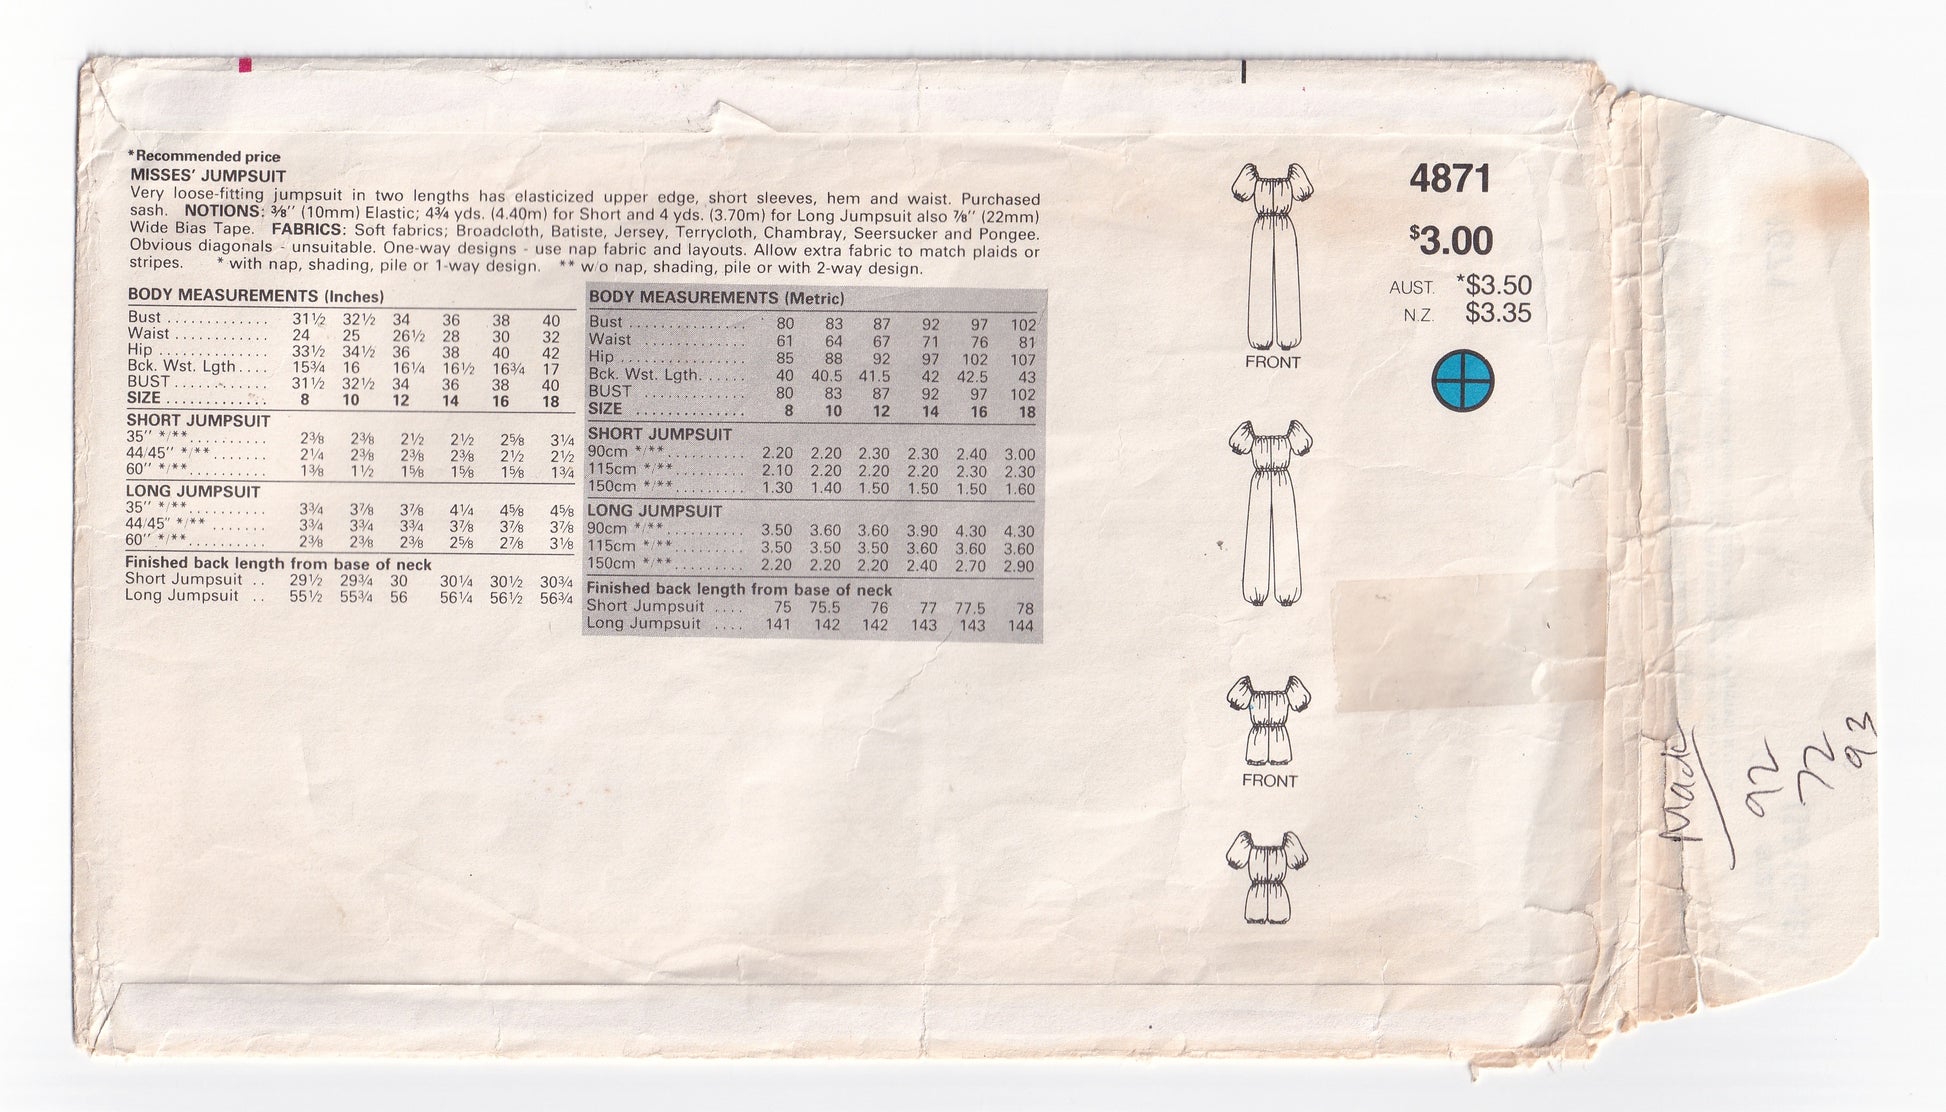 *Recommended price
MISSES' JUMPSUIT
Very loose-fitting jumpsuit in two lengths has elasticized upper edge, short sleeves, hem and waist. Purchased
sash. NOTIONS: ⅜'' (10mm) Elastic; 4¾ yds. (4.40m) for Short and 4 yds. (3.70m) for Long Jumpsuit also ⅞'' (22mm)
Wide Bias Tape. FABRICS: Soft fabrics; Broadcloth, Batiste, Jersey, Terrycloth, Chambray, Seersucker and Pongee.
Obvious diagonals - unsuitable. One-way designs - use nap fabric and layouts. Allow extra fabric to match plaids or
stripes. * with nap, shading, pile or 1-way design. ** w/o nap, shading, pile or with 2-way design.
BODY MEASUREMENTS (Inches)
Bust ............. 31½ 32½ 34 36 38 40
Waist ............ 24 25 26½ 28 30 32
Hip .............. 33½ 34½ 36 38 40 42
Bck. Wst. Lgth.... 15¾ 16 16¼ 16½ 16¾ 17
BUST ............. 31½ 32½ 34 36 38 40
SIZE ............. 8 10 12 14 16 18
SHORT JUMPSUIT
35'' */** .......... 2⅜ 2⅜ 2½ 2½ 2⅝ 3¼
44/45'' */** ....... 2¼ 2⅜ 2⅜ 2⅜ 2½ 2½
60'' */** .......... 1⅜ 1½ 1⅝ 1⅝ 1⅝ 1¾
LONG JUMPSUIT
35'' */** .......... 3¾ 3⅞ 3⅞ 4¼ 4⅝ 4⅝
44/45'' */** ....... 3¾ 3¾ 3¾ 3⅞ 3⅞ 3⅞
60'' */** .......... 2⅜ 2⅜ 2⅜ 2⅝ 2⅞ 3⅛
Finished back length from base of neck
Short Jumpsuit .. 29½ 29¾ 30 30¼ 30½ 30¾
Long Jumpsuit .. 55½ 55¾ 56 56¼ 56½ 56¾
BODY MEASUREMENTS (Metric)
Bust ............... 80 83 87 92 97 102
Waist .............. 61 64 67 71 76 81
Hip ................ 85 88 92 97 102 107
Bck. Wst. Lgth...... 40 40.5 41.5 42 42.5 43
BUST ............... 80 83 87 92 97 102
SIZE ............... 8 10 12 14 16 18
SHORT JUMPSUIT
90cm */** .......... 2.20 2.20 2.30 2.30 2.40 3.00
115cm */** ......... 2.10 2.20 2.20 2.20 2.30 2.30
150cm */** ......... 1.30 1.40 1.50 1.50 1.50 1.60
LONG JUMPSUIT
90cm */** .......... 3.50 3.60 3.60 3.90 4.30 4.30
115cm */** ......... 3.50 3.50 3.50 3.60 3.60 3.60
150cm */** ......... 2.20 2.20 2.20 2.40 2.70 2.90
Finished back length from base of neck
Short Jumpsuit .... 75 75.5 76 77 77.5 78
Long Jumpsuit .... 141 142 142 143 143 144
FRONT
FRONT
4871
$3.00
AUST. *$3.50
N.Z. $3.35
Made
92
72
93